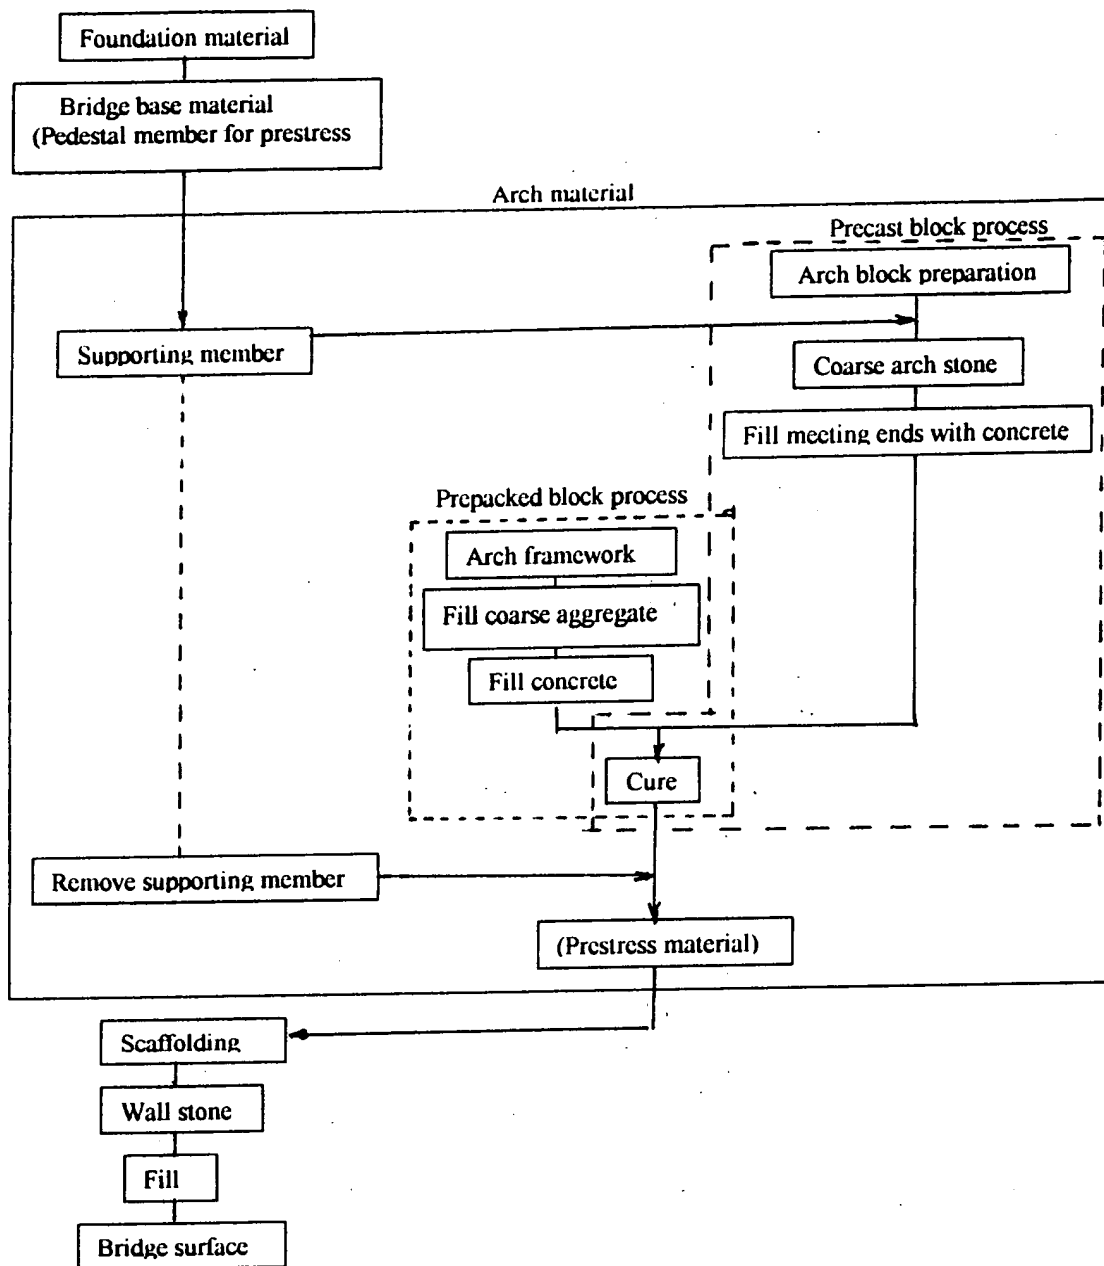 Foundation material
Bridge base material
(Pedestal member for prestress
Arch material
Precast block process
Arch block preparation
Supporting member
Coarse arch stone
Fill meeting ends with concrete
Prepacked block process
Arch framework
Fill coarse aggregate
Fill concrete
Cure
Remove supporting member
(Prestress material)
Scaffolding
Wall stone
Fill
Bridge surface